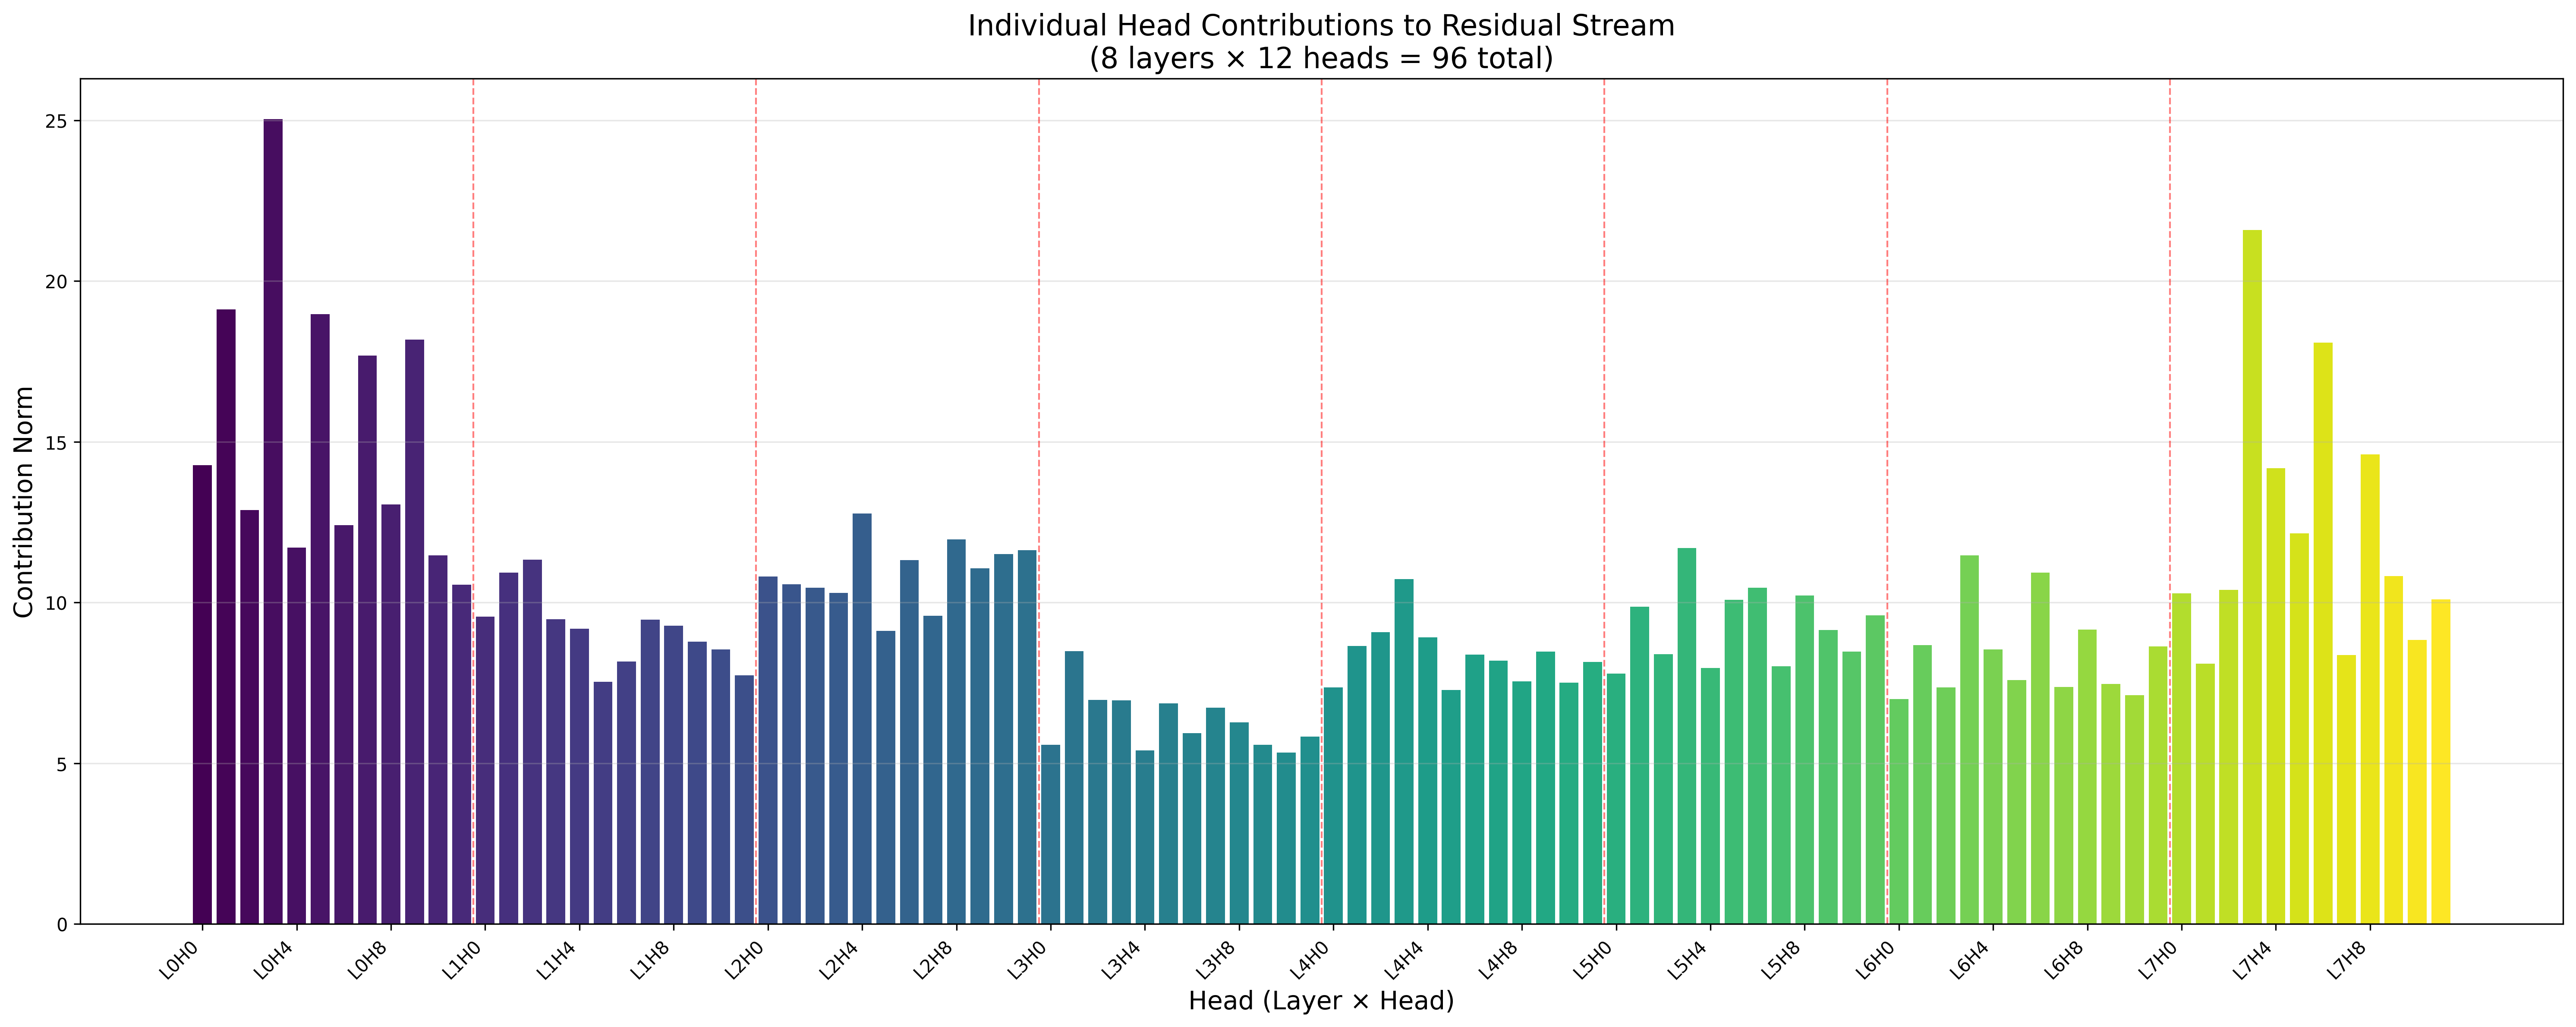 Individual Head Contributions to Residual Stream
(8 layers × 12 heads = 96 total)
Contribution Norm
25
20
15
10
5
0
L0H0
L0H4
L0H8
L1H0
L1H4
L1H8
L2H0
L2H4
L2H8
L3H0
L3H4
L3H8
L4H0
L4H4
L4H8
L5H0
L5H4
L5H8
L6H0
L6H4
L6H8
L7H0
L7H4
L7H8
Head (Layer × Head)